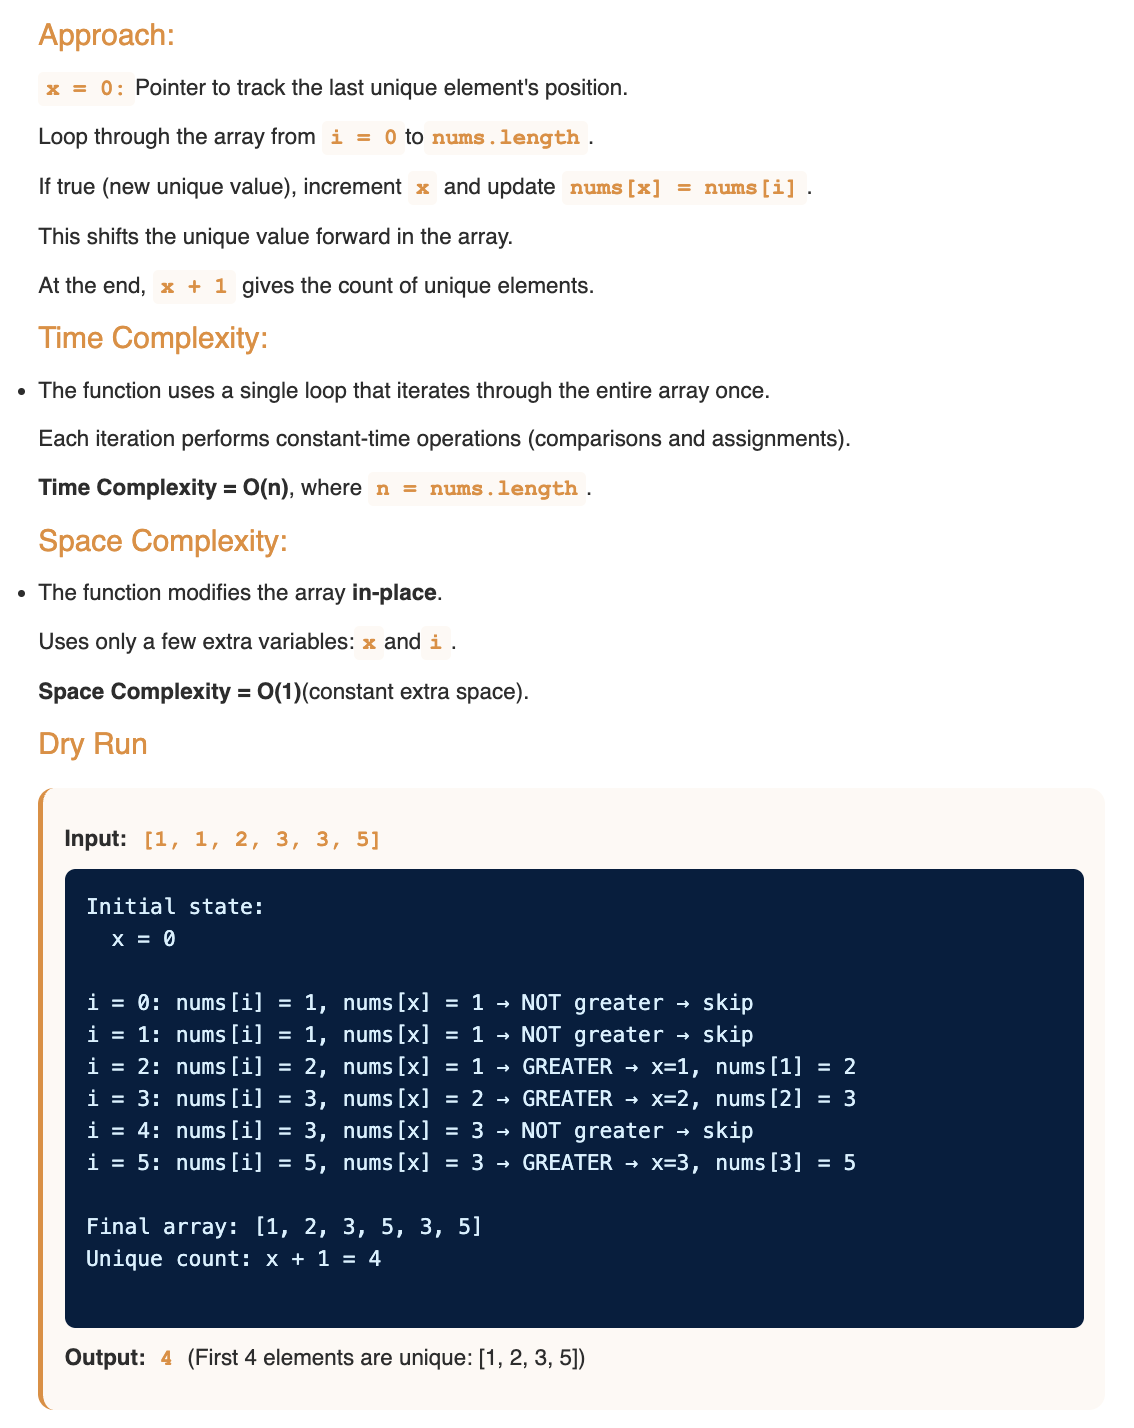 Approach:
x = 0: Pointer to track the last unique element's position.
Loop through the array from i = 0 to nums.length .
If true (new unique value), increment x and update nums[x] = nums[i] .
This shifts the unique value forward in the array.
At the end, x + 1 gives the count of unique elements.
Time Complexity:
• The function uses a single loop that iterates through the entire array once.
Each iteration performs constant-time operations (comparisons and assignments).
Time Complexity = O(n), where n = nums.length .
Space Complexity:
• The function modifies the array in-place.
Uses only a few extra variables: x and i .
Space Complexity = O(1)(constant extra space).
Dry Run
Input: [1, 1, 2, 3, 3, 5]
Initial state:
x = 0
i = 0: nums[i] = 1, nums[x] = 1 → NOT greater → skip
i = 1: nums[i] = 1, nums[x] = 1 → NOT greater → skip
i = 2: nums[i] = 2, nums[x] = 1 → GREATER → x=1, nums[1] = 2
i = 3: nums[i] = 3, nums[x] = 2 → GREATER → x=2, nums[2] = 3
i = 4: nums[i] = 3, nums[x] = 3 → NOT greater → skip
i = 5: nums[i] = 5, nums[x] = 3 → GREATER → x=3, nums[3] = 5
Final array: [1, 2, 3, 5, 3, 5]
Unique count: x + 1 = 4
Output: 4 (First 4 elements are unique: [1, 2, 3, 5])